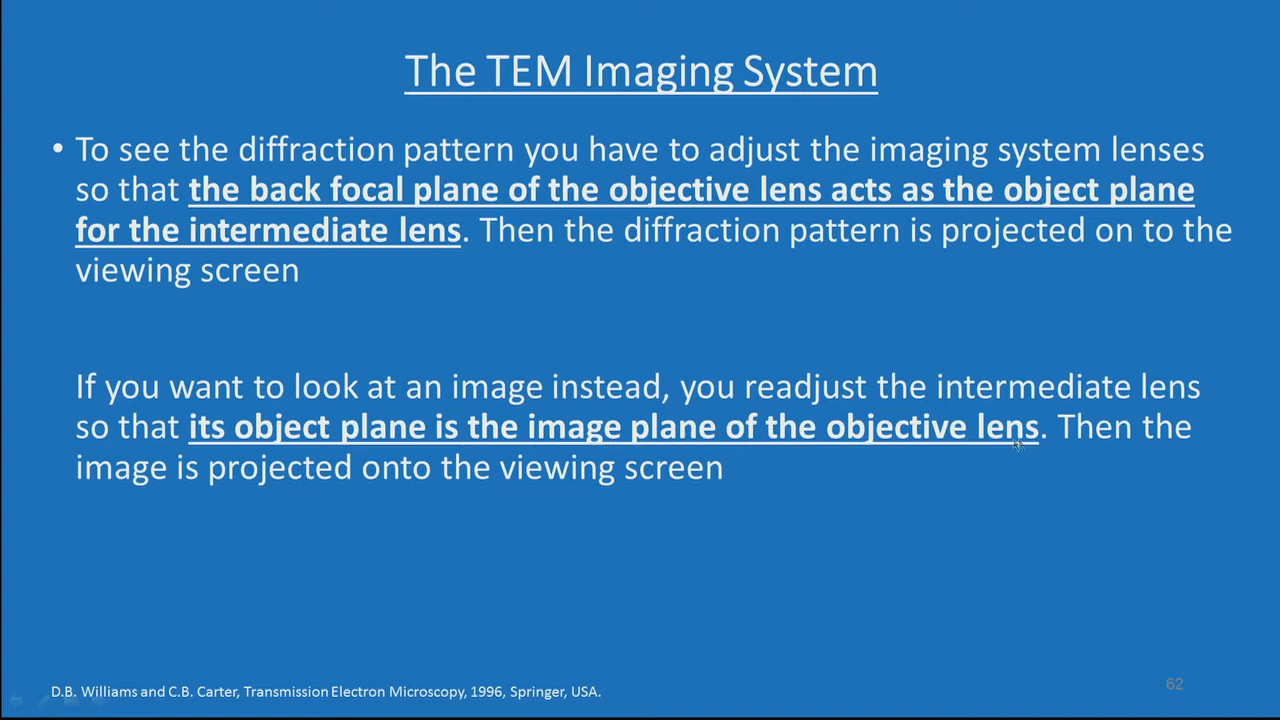 The TEM Imaging System
• To see the diffraction pattern you have to adjust the imaging system lenses
so that the back focal plane of the objective lens acts as the object plane
for the intermediate lens. Then the diffraction pattern is projected on to the
viewing screen
If you want to look at an image instead, you readjust the intermediate lens
so that its object plane is the image plane of the objective lens. Then the
image is projected onto the viewing screen
D.B. Williams and C.B. Carter, Transmission Electron Microscopy, 1996, Springer, USA.
62